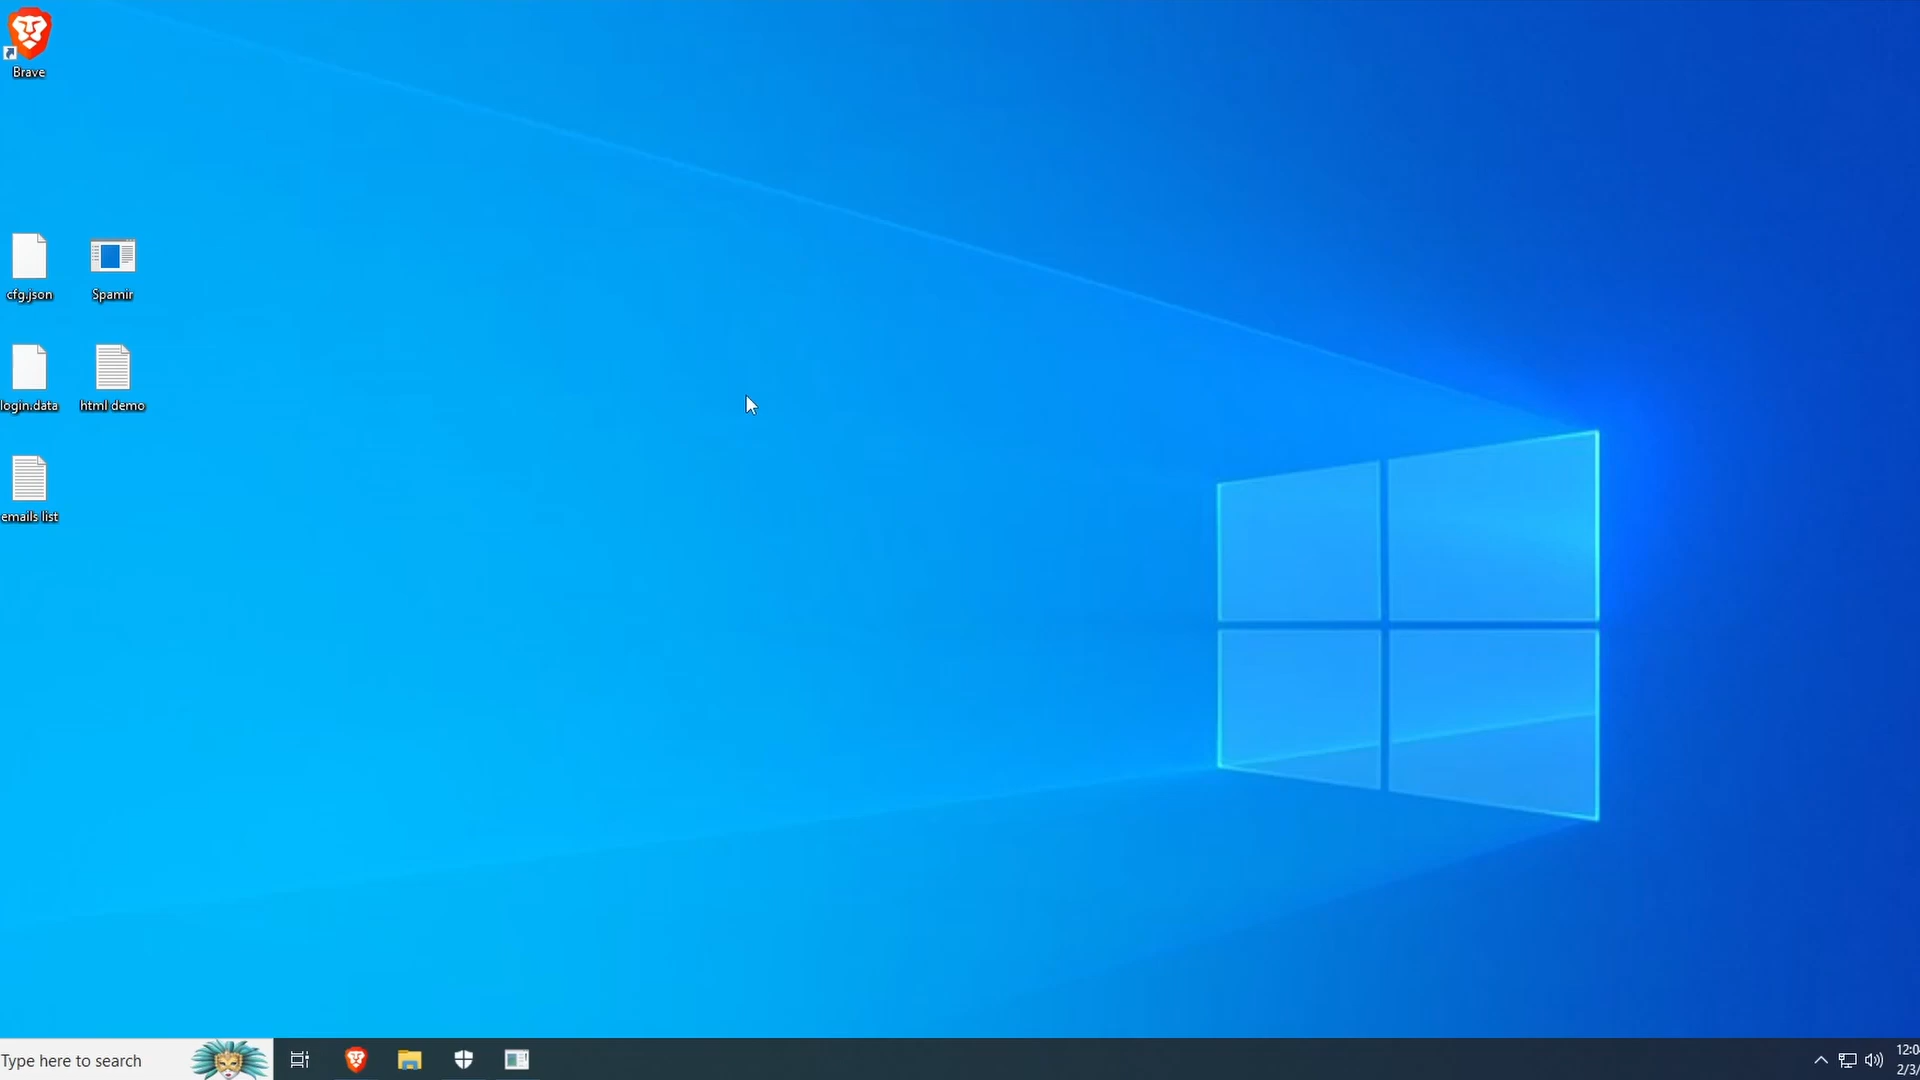 Brave
cfg.json
Spamir
login.data
html demo
emails list
Type here to search
12:0
2/3/